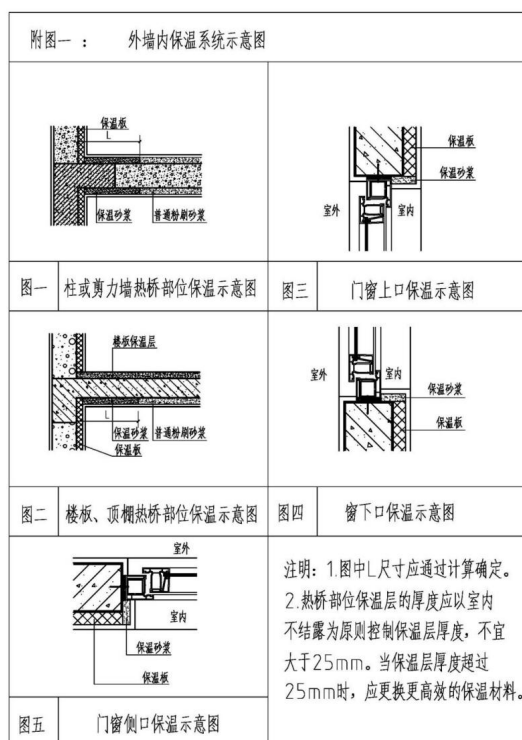 附图一： 外墙内保温系统示意图
保温板
L
保温砂浆 普通粉刷砂浆
图一 柱或剪力墙热桥部位保温示意图
保温板
保温砂浆
室外 室内
图三 门窗上口保温示意图
楼板保温层
L
保温砂浆 普通粉刷砂浆
保温板
图二 楼板、顶棚热桥部位保温示意图
室外 室内
保温砂浆
保温板
图四 窗下口保温示意图
室外
室内
保温砂浆
保温板
图五 门窗侧口保温示意图
注明：1.图中L尺寸应通过计算确定。
2.热桥部位保温层的厚度应以室内
不结露为原则控制保温层厚度，不宜
大于25mm。当保温层厚度超过
25mm时，应更换更高效的保温材料。